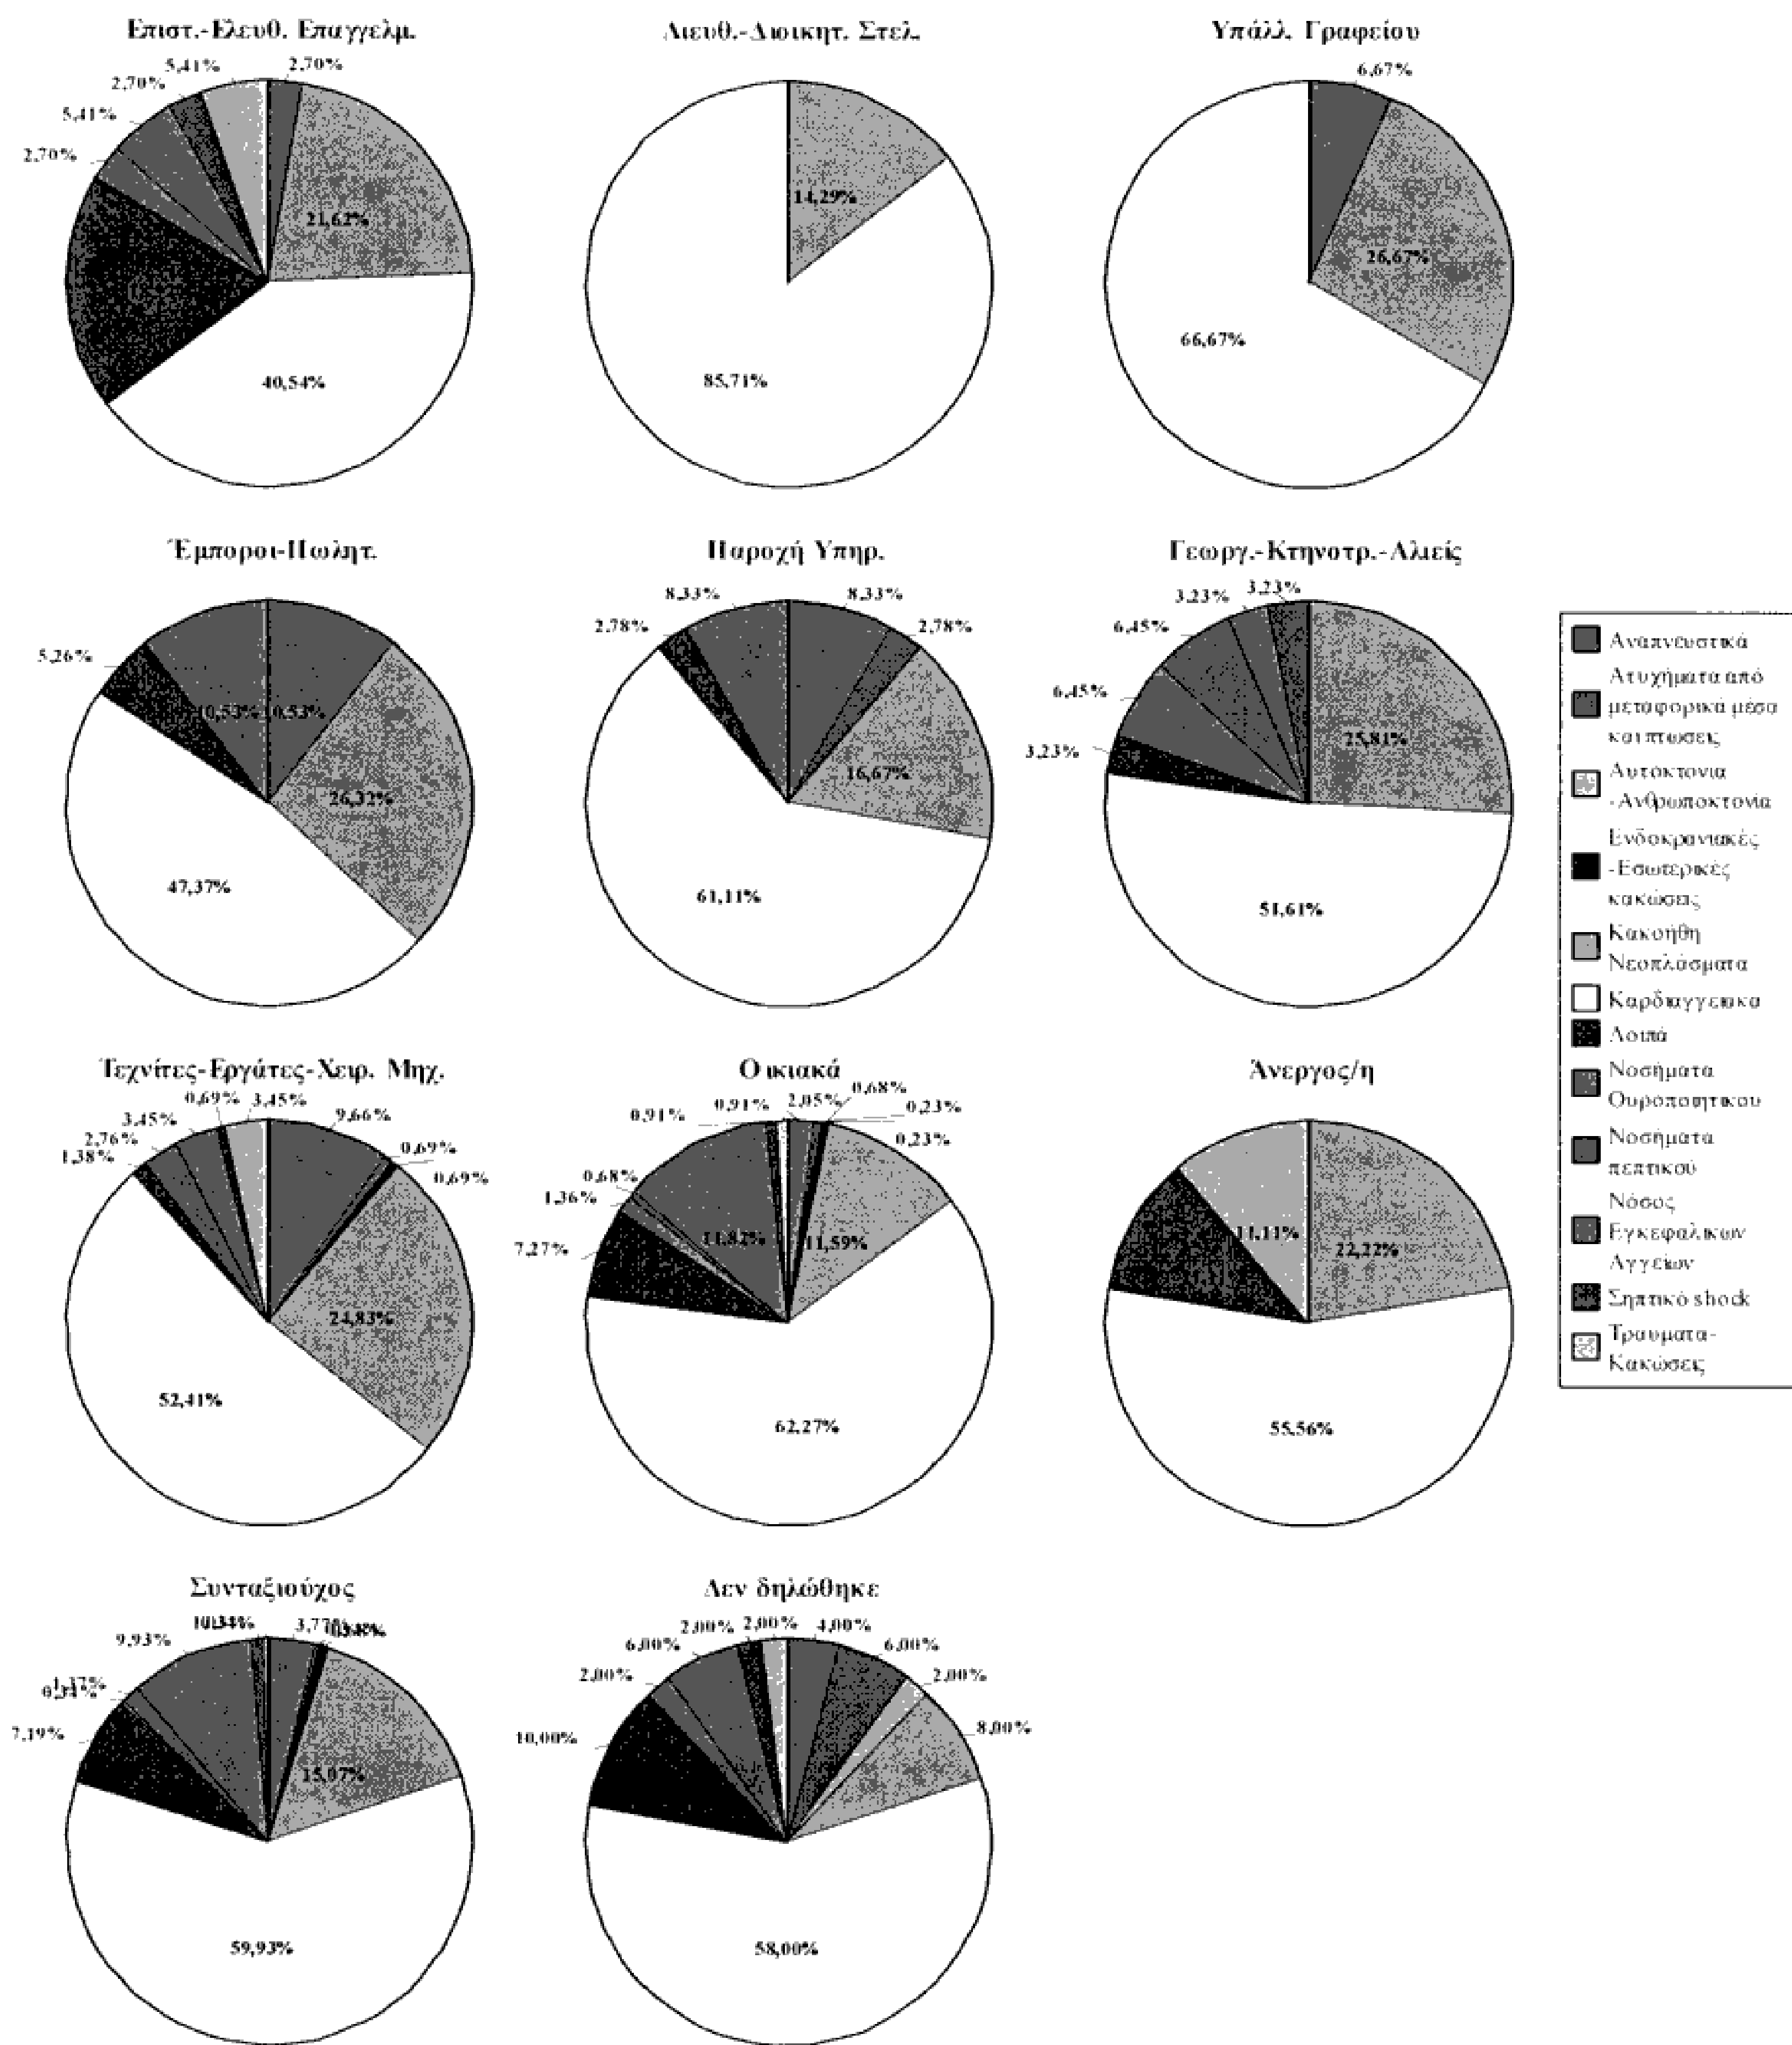 Επιστ.-Ελευθ. Επαγγελμ.
5,41%
2,70%
2,70%
5,41%
2,70%
21,62%
40,54%
Διευθ.-Διοικητ. Στελ.
14,29%
85,71%
Υπάλλ. Γραφείου
6,67%
26,67%
66,67%
Έμποροι-Πωλητ.
5,26%
10,53%
10,53%
26,32%
47,37%
Παροχή Υπηρ.
8,33%
8,33%
2,78%
2,78%
16,67%
61,11%
Γεωργ.-Κτηνοτρ.-Αλιείς
3,23%
3,23%
6,45%
6,45%
3,23%
25,81%
51,61%
Τεχνίτες-Εργάτες-Χειρ. Μηχ.
0,69%
3,45%
9,66%
3,45%
2,76%
1,38%
0,69%
0,69%
24,83%
52,41%
Οικιακά
0,68%
0,91%
0,91%
2,05%
0,23%
0,23%
0,68%
1,36%
7,27%
11,82%
11,59%
62,27%
Άνεργος/η
11,11%
22,22%
55,56%
Συνταξιούχος
9,93%
7,19%
15,07%
59,93%
Δεν δηλώθηκε
2,00%
2,00%
4,00%
6,00%
6,00%
2,00%
2,00%
10,00%
8,00%
58,00%
Αναπνευστικά
Ατυχήματα από
μεταφορικά μέσα
και πτωσεις
Αυτοκτονια
-Ανθρωποκτονία
Ενδοκρανιακές
-Εσωτερικές
κακώσεις
Κακοήθη
Νεοπλάσματα
Καρδιαγγειακα
Λοιπά
Νοσήματα
Ουροποιητικου
Νοσήματα
πεπτικού
Νόσος
Εγκεφαλικων
Αγγείων
Σηπτικό shock
Τραυματα-
Κακώσεις